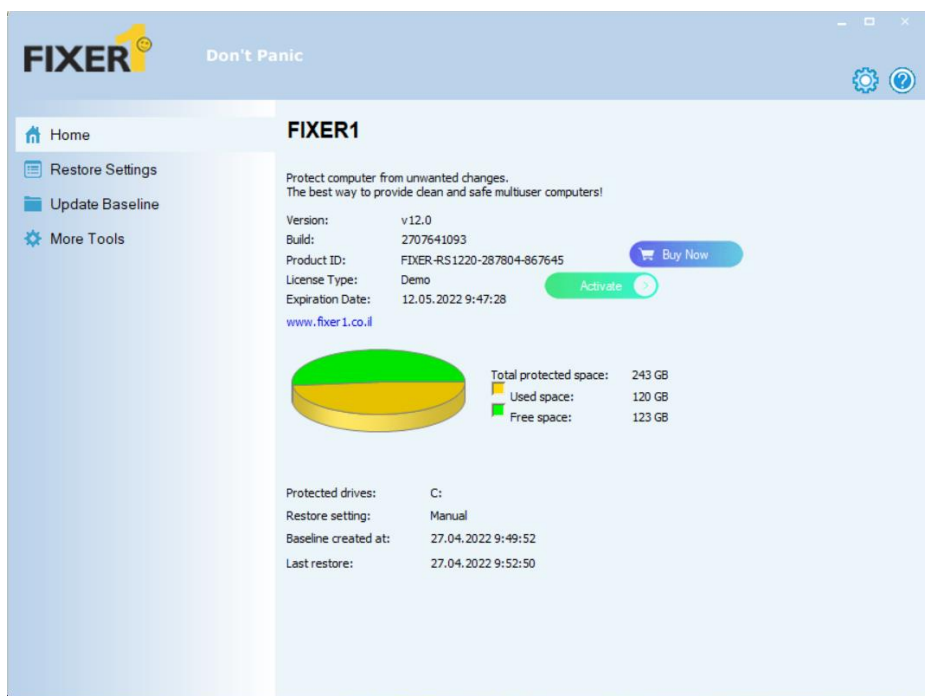 FIXER1
Don't Panic
Home
Restore Settings
Update Baseline
More Tools
FIXER1
Protect computer from unwanted changes.
The best way to provide clean and safe multiuser computers!
Version: v12.0
Build: 2707641093
Product ID: FIXER-RS1220-287804-867645
Buy Now
License Type: Demo
Activate
Expiration Date: 12.05.2022 9:47:28
www.fixer1.co.il
Total protected space: 243 GB
Used space: 120 GB
Free space: 123 GB
Protected drives: C:
Restore setting: Manual
Baseline created at: 27.04.2022 9:49:52
Last restore: 27.04.2022 9:52:50